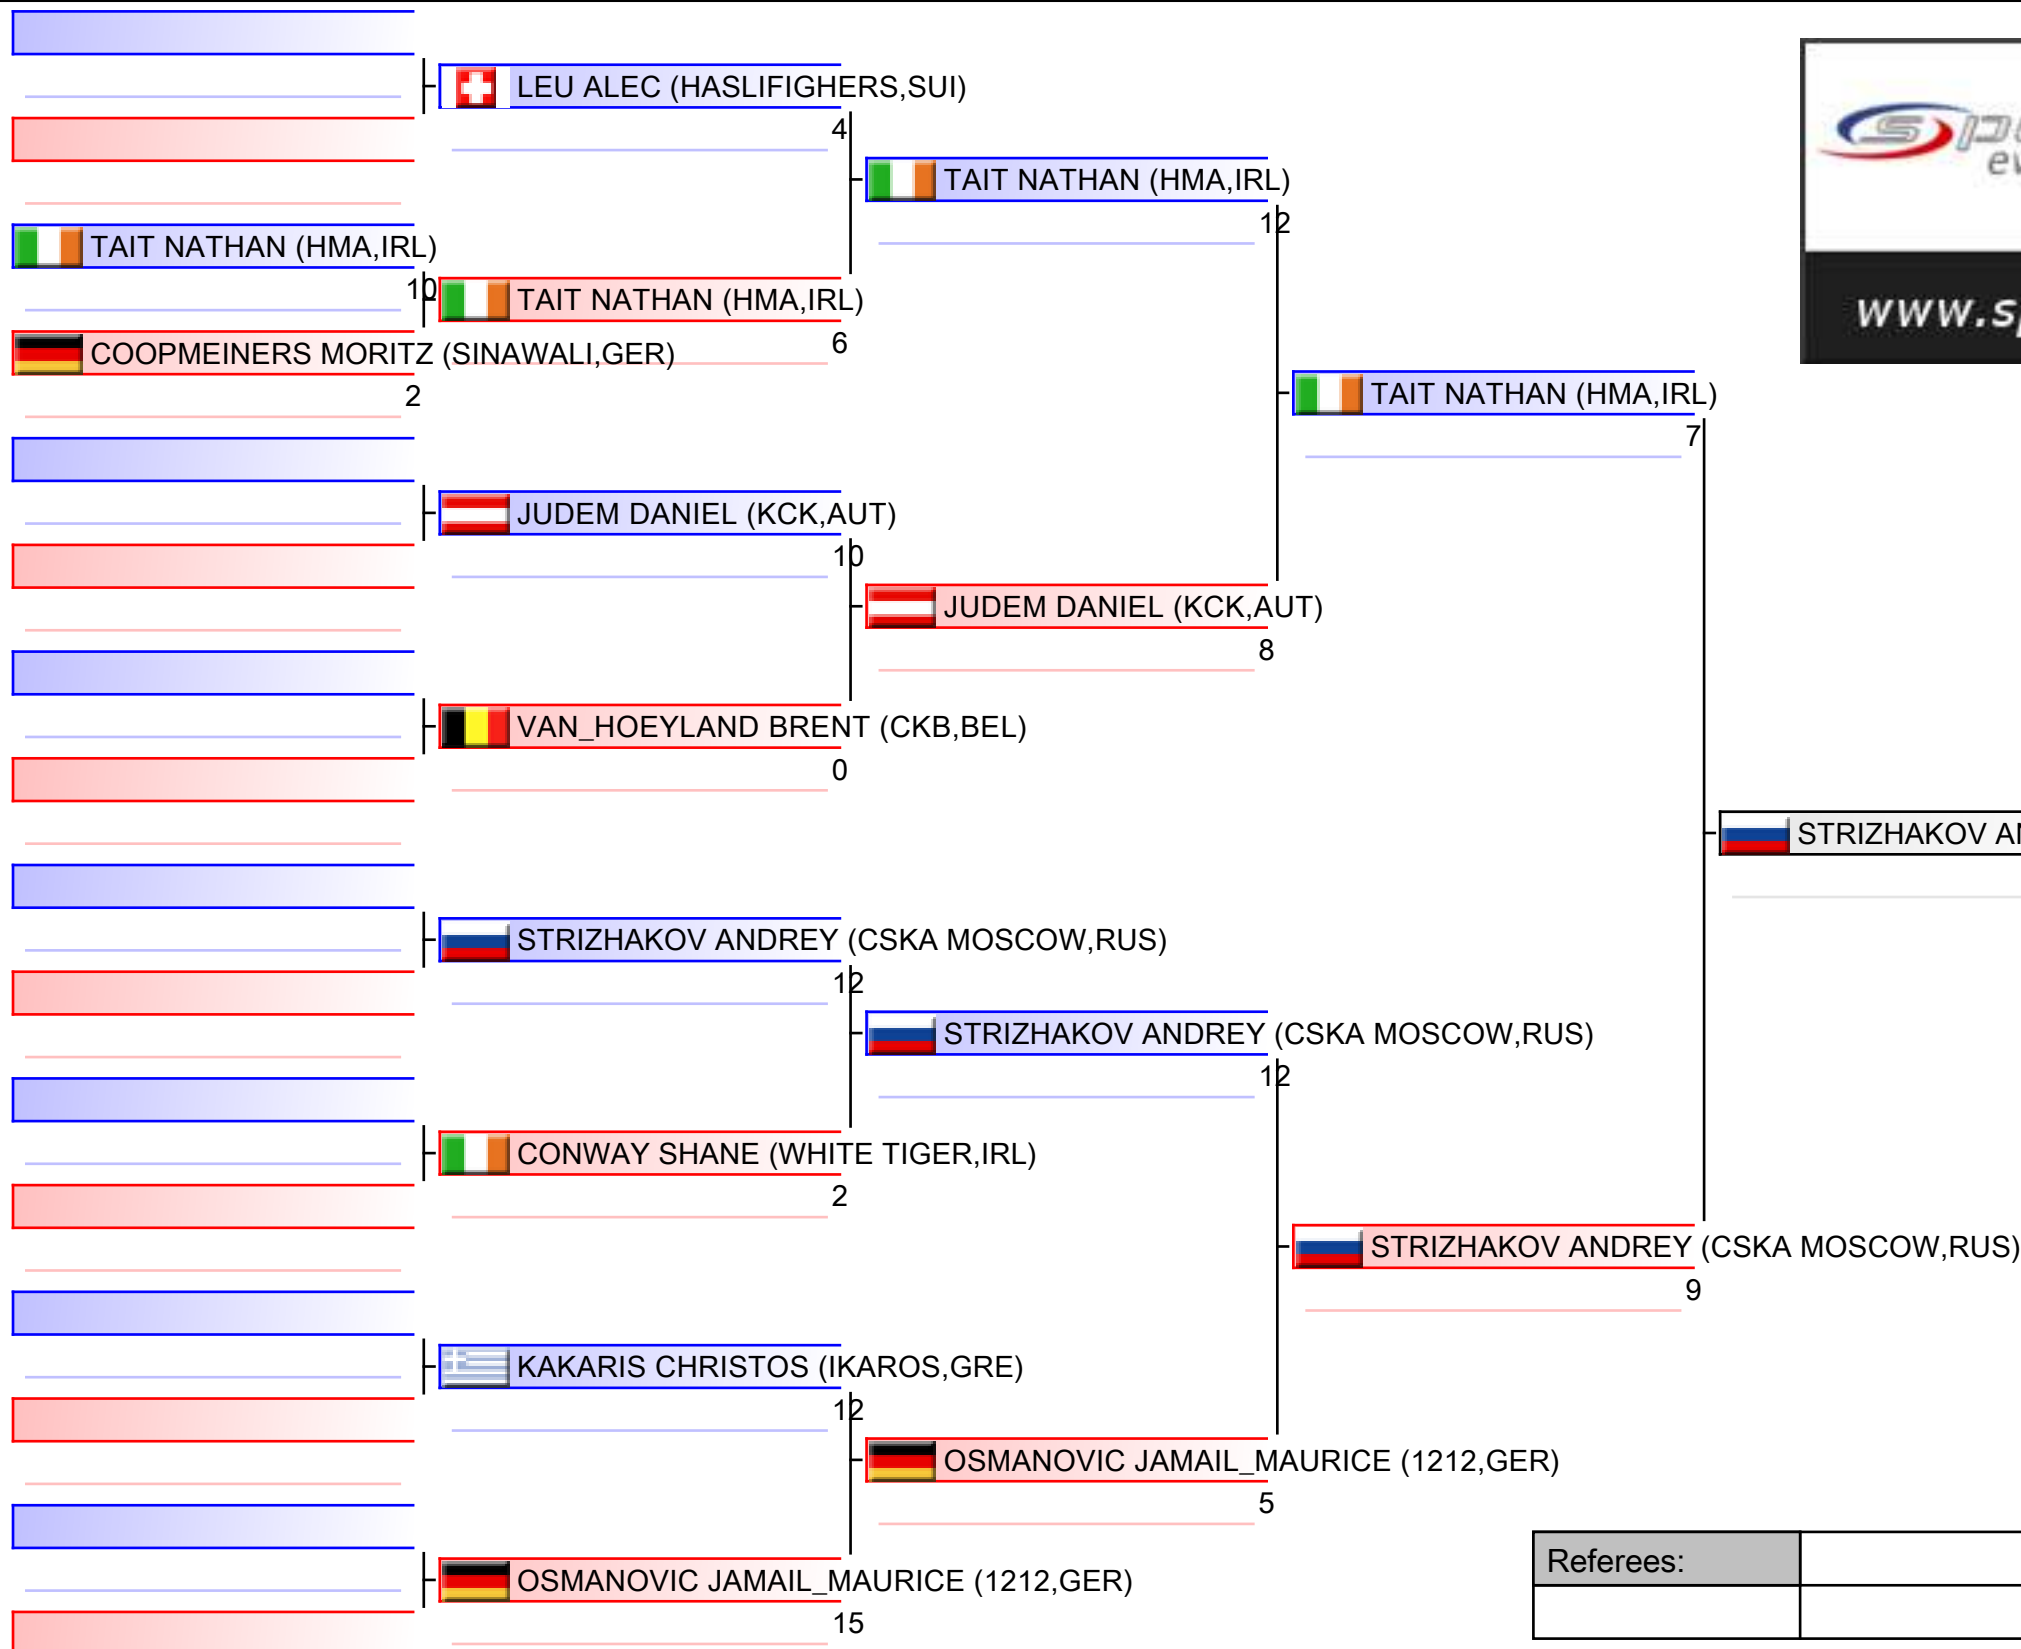 LEU ALEC (HASLIFIGHERS,SUI)
4
TAIT NATHAN (HMA,IRL)
12
TAIT NATHAN (HMA,IRL)
10
TAIT NATHAN (HMA,IRL)
6
COOPMEINERS MORITZ (SINAWALI,GER)
2
TAIT NATHAN (HMA,IRL)
7
JUDEM DANIEL (KCK,AUT)
10
JUDEM DANIEL (KCK,AUT)
8
VAN_HOEYLAND BRENT (CKB,BEL)
0
STRIZHAKOV
STRIZHAKOV ANDREY (CSKA MOSCOW,RUS)
12
STRIZHAKOV ANDREY (CSKA MOSCOW,RUS)
12
CONWAY SHANE (WHITE TIGER,IRL)
2
STRIZHAKOV ANDREY (CSKA MOSCOW,RUS)
9
KAKARIS CHRISTOS (IKAROS,GRE)
12
OSMANOVIC JAMAIL_MAURICE (1212,GER)
5
OSMANOVIC JAMAIL_MAURICE (1212,GER)
15
Referees: